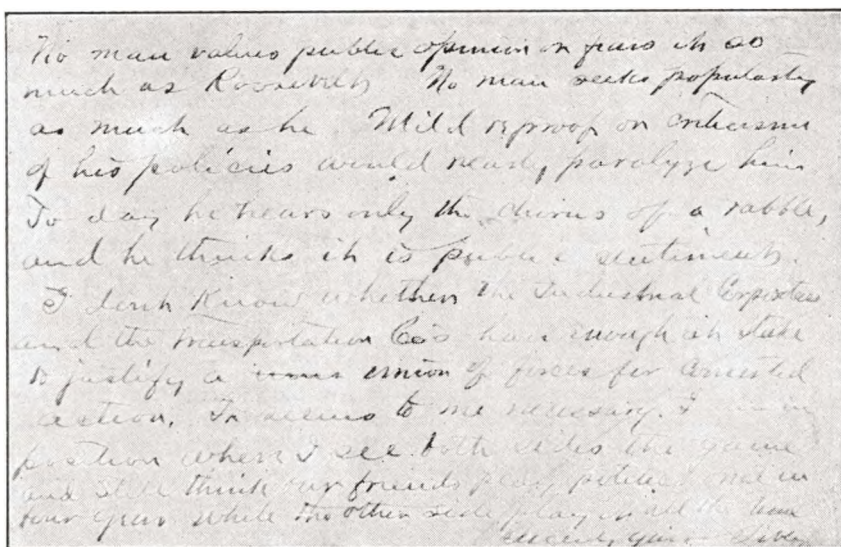 No man values public opinion or fears it so
much as Roosevelt. No man seeks popularity
as much as he. Mild reproof or criticism
of his policies would nearly paralyze him
To day he hears only the chorus of a rabble,
and he thinks it is public sentiment.
I dont Know whether the Industrial Corporations
and the transportation Co's have enough at stake
to justify a union of forces for concerted
action. It seems to me necessary. I am in
position where I see both sides the game
and still think our friends play politics one in
four years while the other side play it all the time
Sincerely yours Sibley